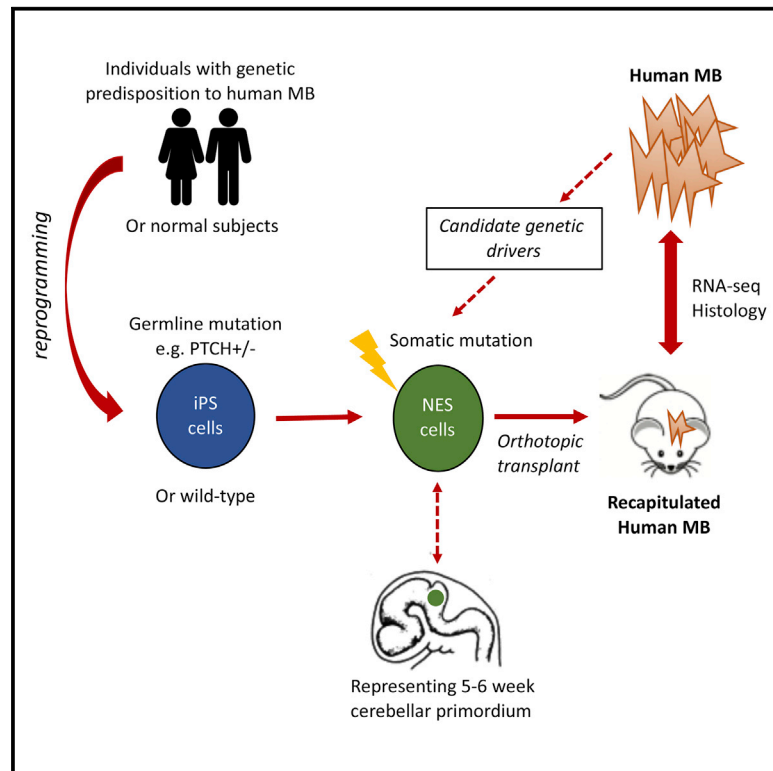 Individuals with genetic
predisposition to human MB
Or normal subjects
reprogramming
Human MB
Candidate genetic
drivers
RNA-seq
Histology
Germline mutation
e.g. PTCH+/-
Somatic mutation
iPS
cells
NES
cells
Orthotopic
transplant
Or wild-type
Recapitulated
Human MB
Representing 5-6 week
cerebellar primordium